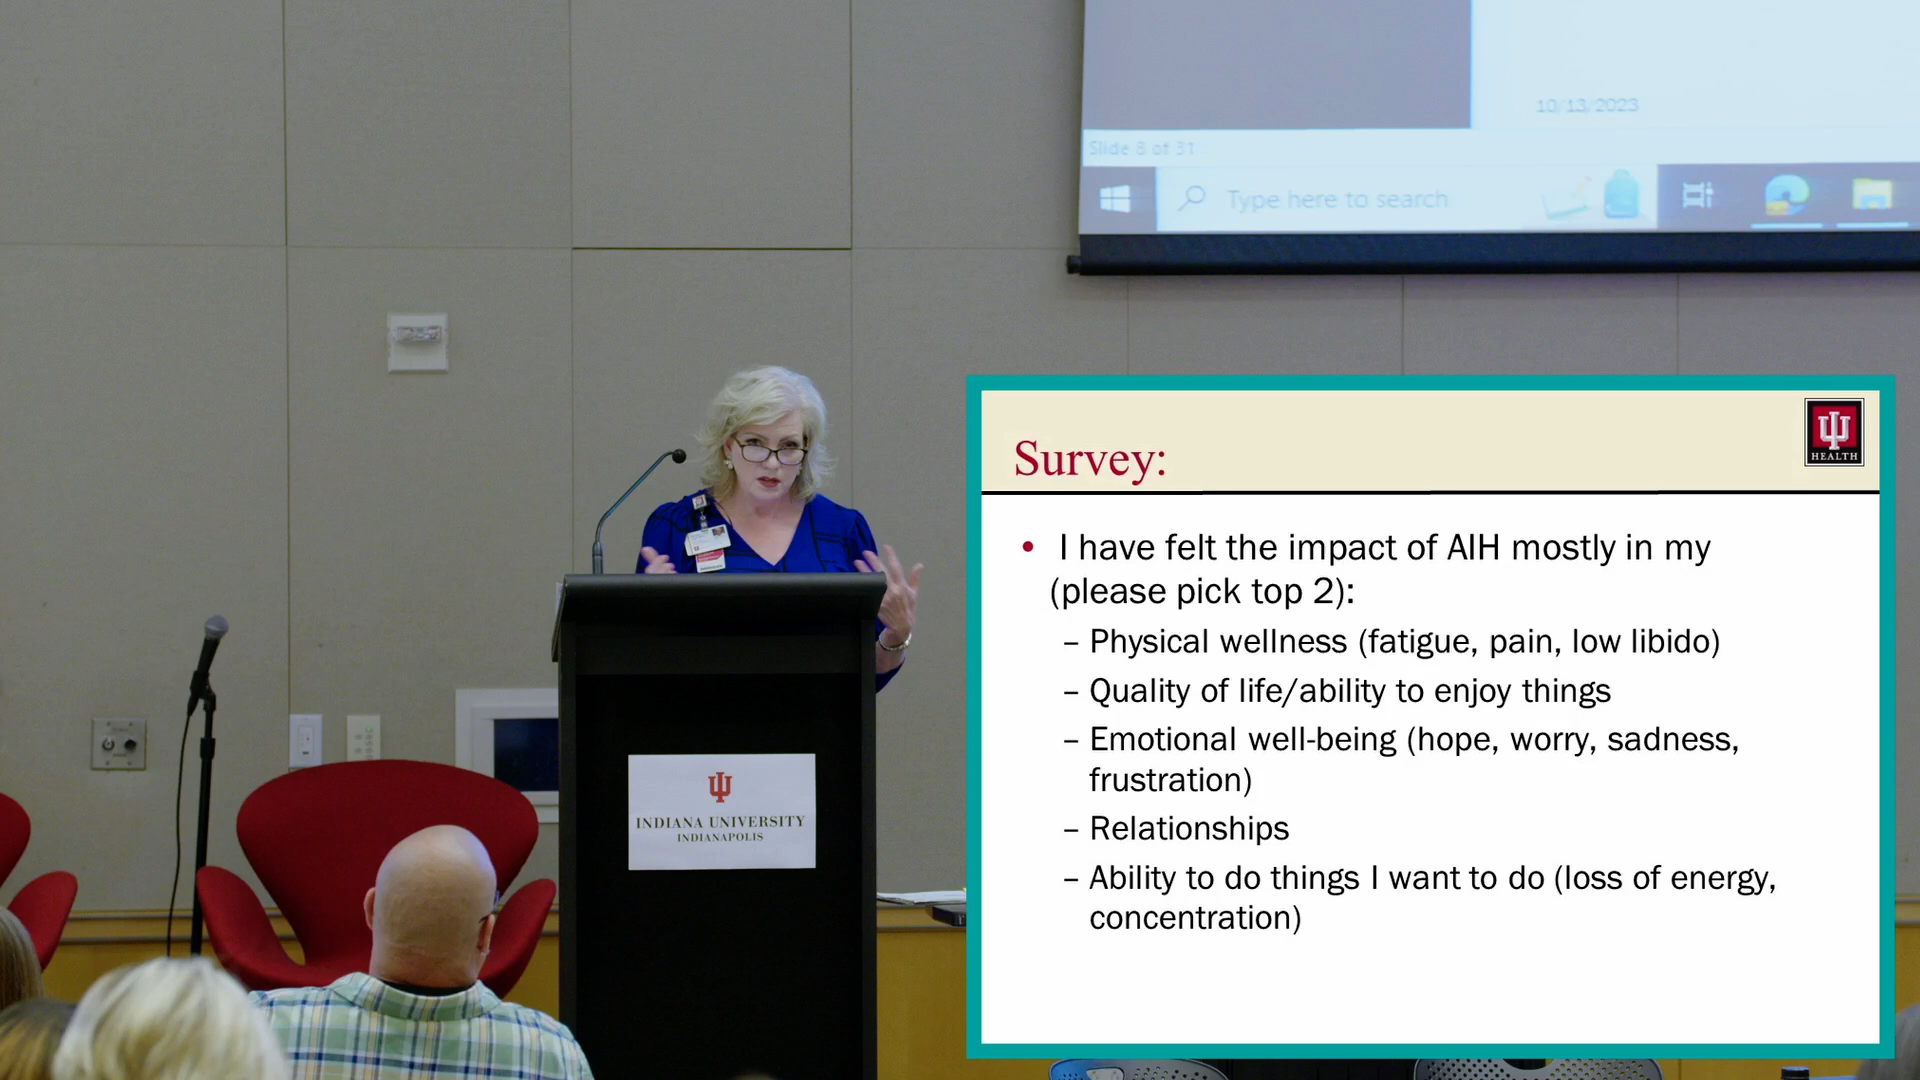 10/13/2023
Slide 8 of 31
Type here to search
HEALTH
Survey:
• I have felt the impact of AIH mostly in my
(please pick top 2):
– Physical wellness (fatigue, pain, low libido)
– Quality of life/ability to enjoy things
– Emotional well-being (hope, worry, sadness,
frustration)
– Relationships
– Ability to do things I want to do (loss of energy,
concentration)
INDIANA UNIVERSITY
INDIANAPOLIS